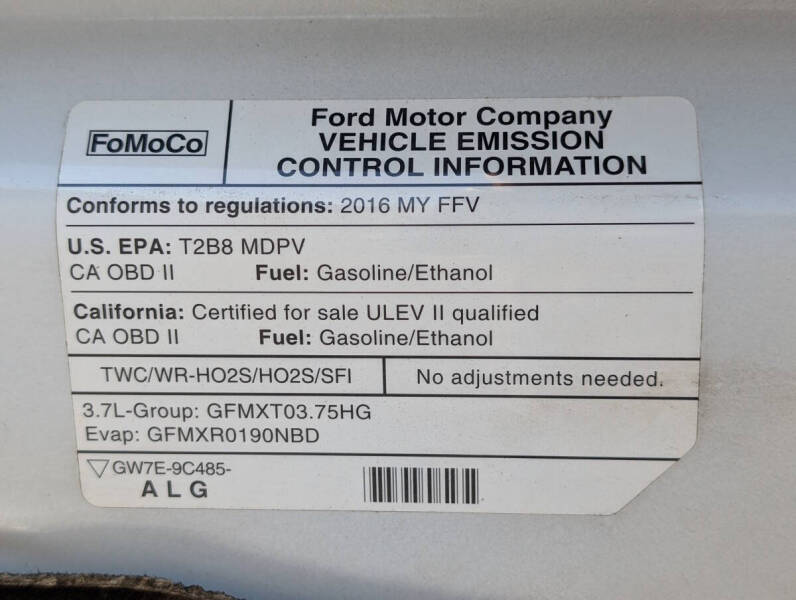 FoMoCo
Ford Motor Company
VEHICLE EMISSION
CONTROL INFORMATION
Conforms to regulations: 2016 MY FFV
U.S. EPA: T2B8 MDPV
CA OBD II Fuel: Gasoline/Ethanol
California: Certified for sale ULEV II qualified
CA OBD II Fuel: Gasoline/Ethanol
TWC/WR-HO2S/HO2S/SFI
No adjustments needed.
3.7L-Group: GFMXT03.75HG
Evap: GFMXR0190NBD
GW7E-9C485-
A L G